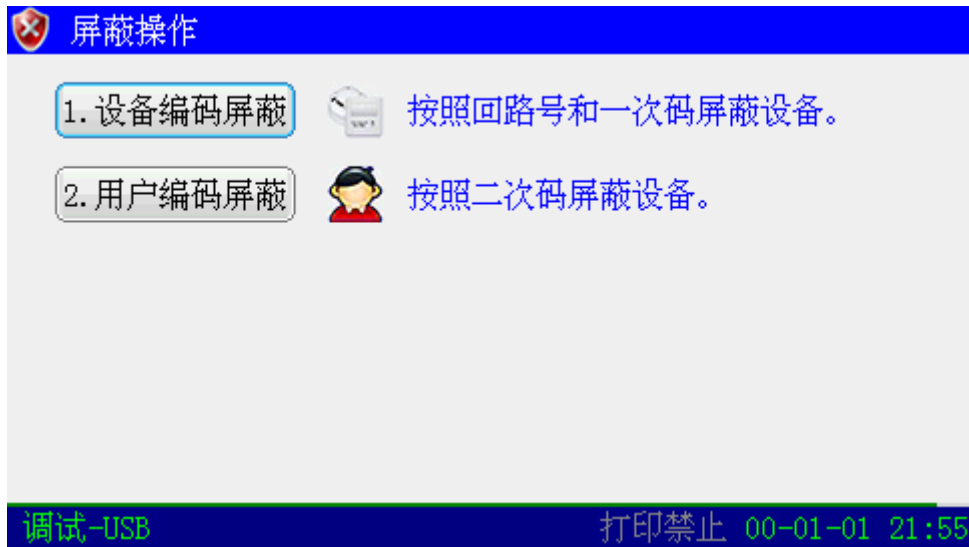 屏蔽操作
1.设备编码屏蔽 按照回路号和一次码屏蔽设备。
2.用户编码屏蔽 按照二次码屏蔽设备。
调试-USB 打印禁止 00-01-01 21:55